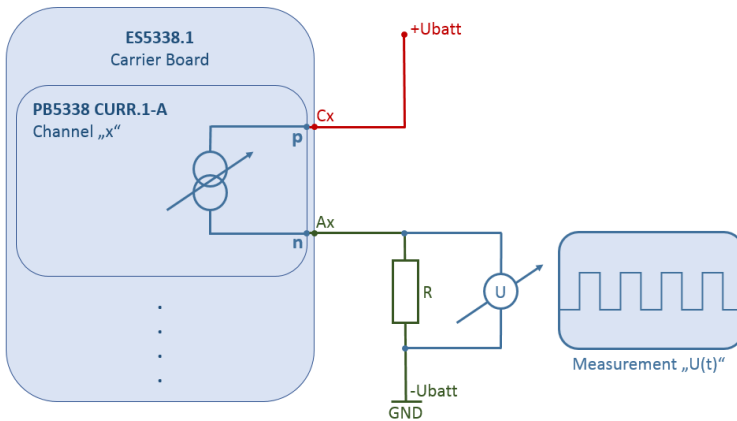 ES5338.1
Carrier Board
+Ubatt
PB5338 CURR.1-A
Channel „x“
Cx
p
Ax
n
R
U
Measurement „U(t)“
-Ubatt
GND